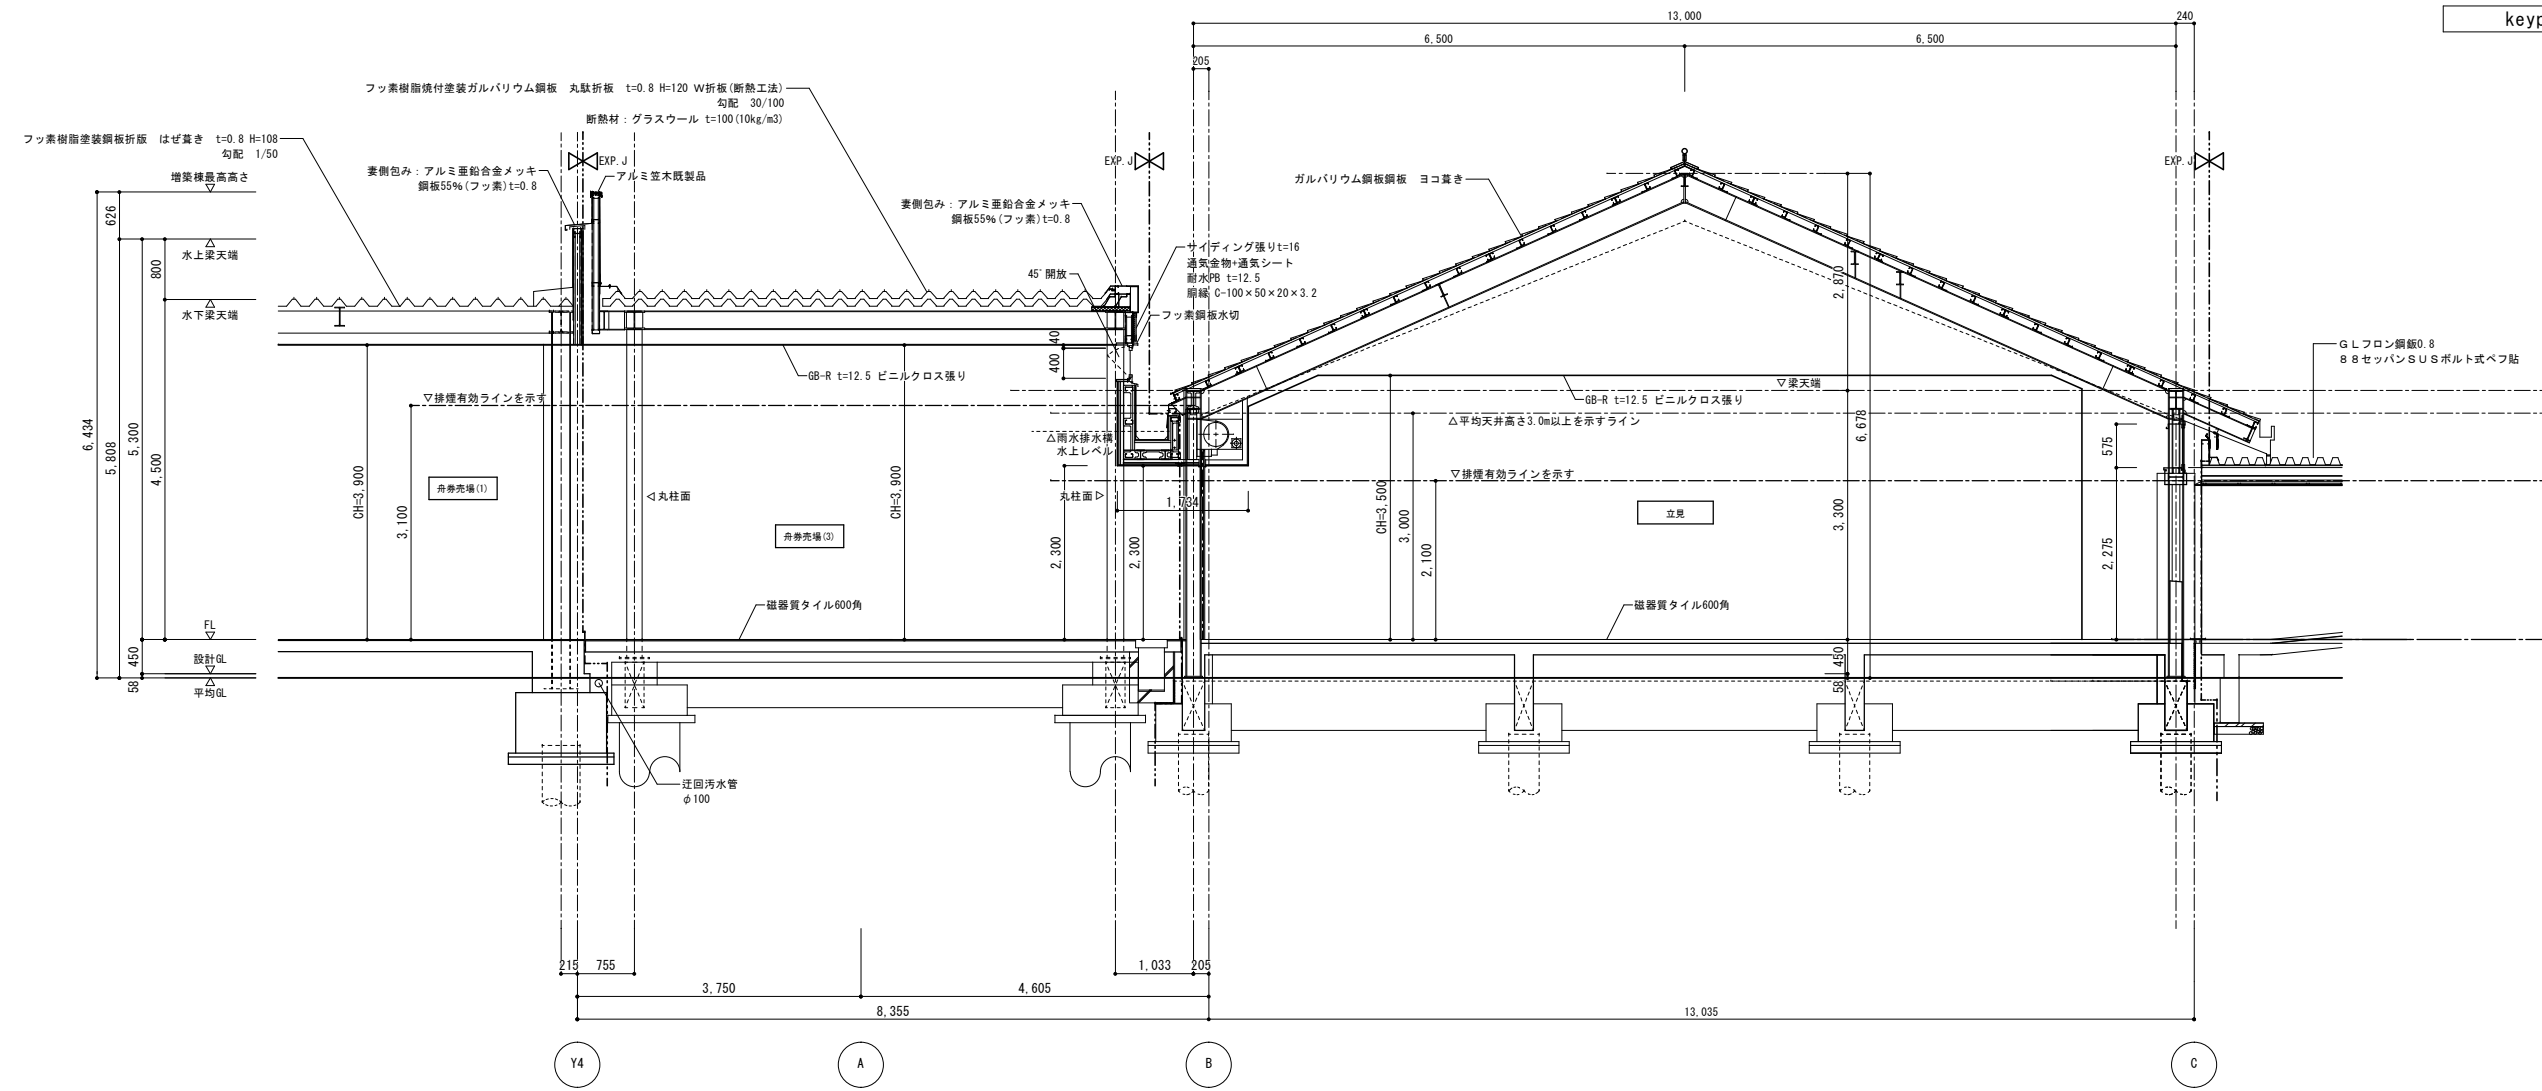 13,000
240
keyp
6,500
6,500
205
フッ素樹脂焼付塗装ガルバリウム鋼板　丸馳折板　t=0.8 H=120 W折板(断熱工法)
勾配　30/100
断熱材：グラスウール t=100(10kg/m3)
フッ素樹脂塗装鋼板折版　はぜ葺き　t=0.8 H=108
勾配　1/50
妻側包み：アルミ亜鉛合金メッキ
鋼板55%(フッ素)t=0.8
EXP.J
アルミ笠木既製品
EXP.J
EXP.J
増築棟最高高さ
ガルバリウム鋼板鋼板　ヨコ葺き
妻側包み：アルミ亜鉛合金メッキ
鋼板55%(フッ素)t=0.8
626
水上梁天端
800
水下梁天端
サイディング張りt=16
通気金物+通気シート
耐水PB t=12.5
胴縁 C-100×50×20×3.2
45°開放
フッ素鋼板水切
2,870
40
400
GB-R t=12.5 ビニルクロス張り
ＧＬフロン鋼鈑0.8
８８セッパンＳＵＳボルト式ペフ貼
▽梁天端
GB-R t=12.5 ビニルクロス張り
▽排煙有効ラインを示す
△平均天井高さ3.0m以上を示すライン
6,434
5,808
5,300
4,500
CH=3,900
3,100
舟券売場(1)
◁丸柱面
舟券売場(3)
CH=3,900
△雨水排水構
水上レベル
丸柱面▷
1,734
2,300
2,300
▽排煙有効ラインを示す
CH=3,500
3,000
2,100
立見
3,300
6,678
575
2,275
磁器質タイル600角
磁器質タイル600角
FL
450
設計GL
58
平均GL
450
58
迂回汚水管
φ100
215
755
1,033
205
3,750
4,605
8,355
13,035
Y4
A
B
C